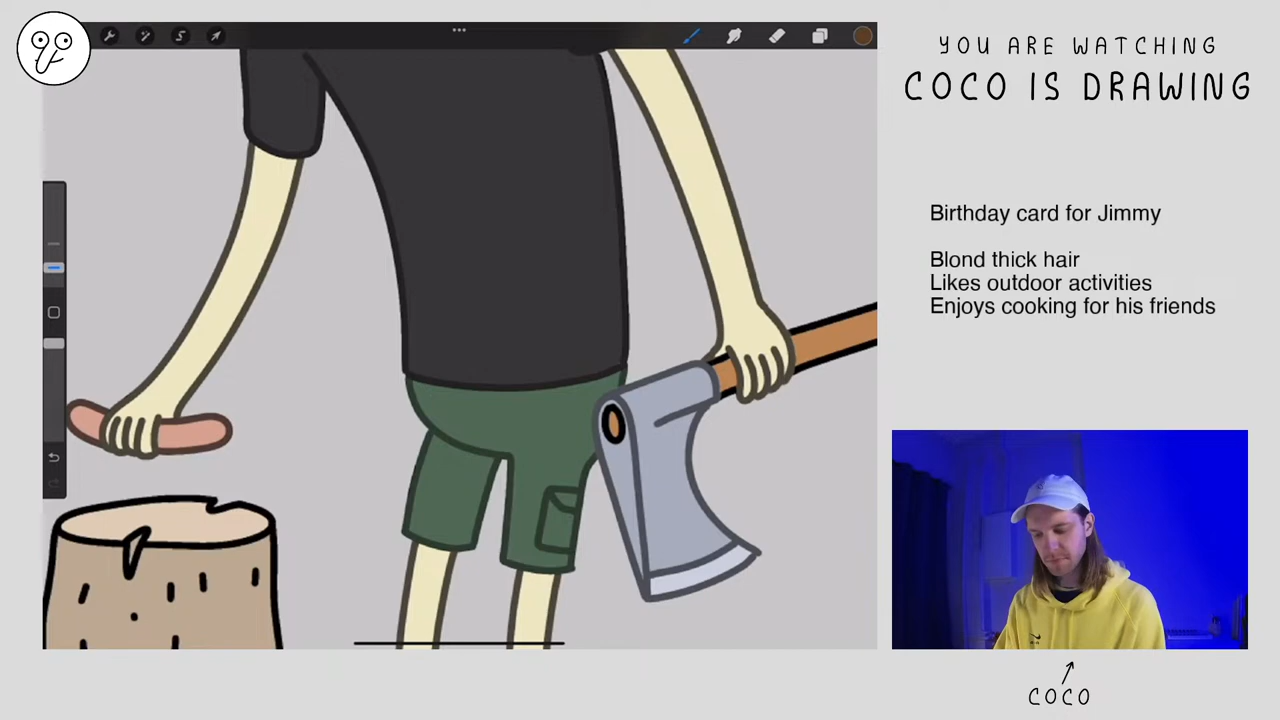 YOU ARE WATCHING
COCO IS DRAWING
Birthday card for Jimmy
Blond thick hair
Likes outdoor activities
Enjoys cooking for his friends
COCO